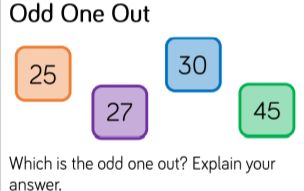 Odd One Out
25
30
27
45
Which is the odd one out? Explain your
answer.